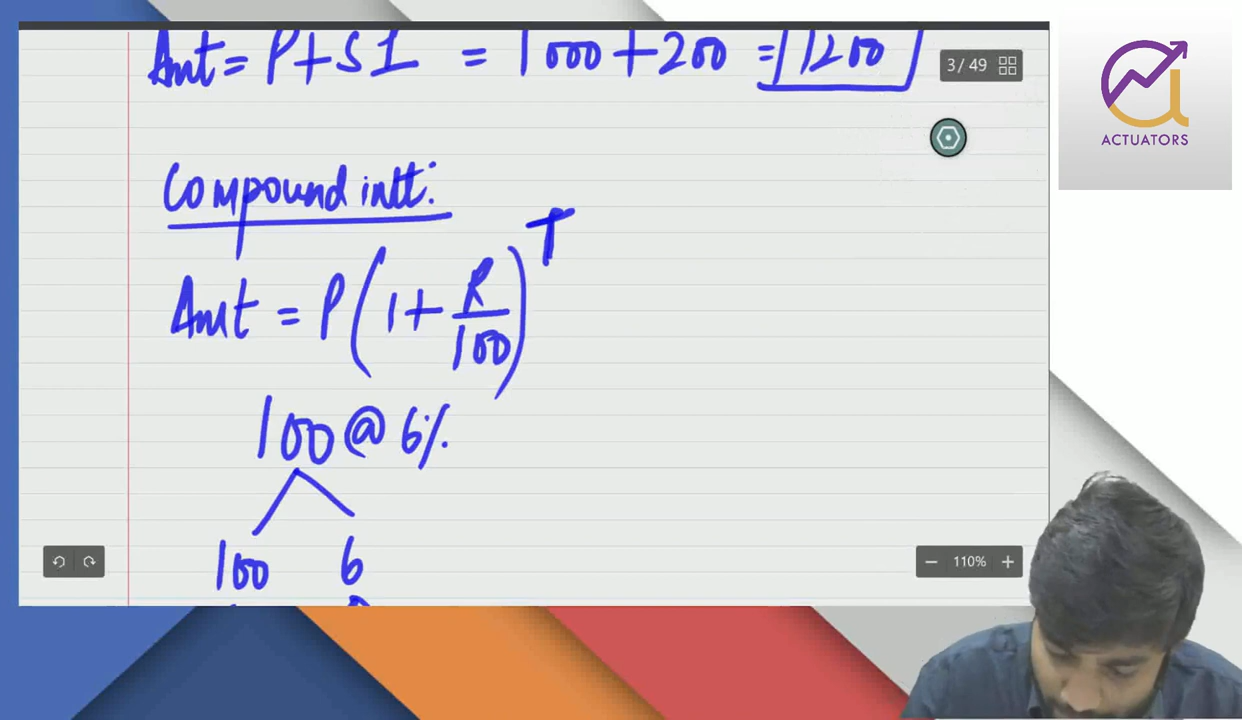 Amt = P+SI = 1000+200 = 1200
3 / 49
ACTUATORS
Compound intt:
Amt = P(1+R/100)^T
100 @ 6%
100 6
110%